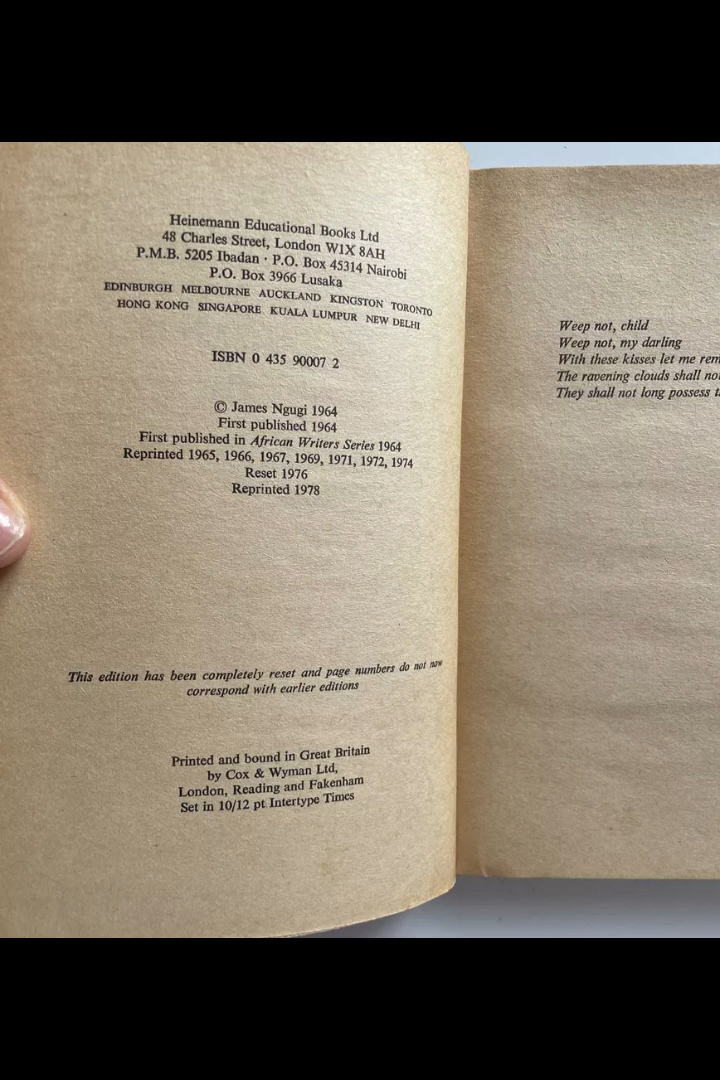 Heinemann Educational Books Ltd
48 Charles Street, London W1X 8AH
P.M.B. 5205 Ibadan · P.O. Box 45314 Nairobi
P.O. Box 3966 Lusaka
EDINBURGH MELBOURNE AUCKLAND KINGSTON TORONTO
HONG KONG SINGAPORE KUALA LUMPUR NEW DELHI
ISBN 0 435 90007 2
© James Ngugi 1964
First published 1964
First published in African Writers Series 1964
Reprinted 1965, 1966, 1967, 1969, 1971, 1972, 1974
Reset 1976
Reprinted 1978
This edition has been completely reset and page numbers do not now
correspond with earlier editions
Printed and bound in Great Britain
by Cox & Wyman Ltd,
London, Reading and Fakenham
Set in 10/12 pt Intertype Times
Weep not, child
Weep not, my darling
With these kisses let me
The ravening clouds shall
They shall not long possess